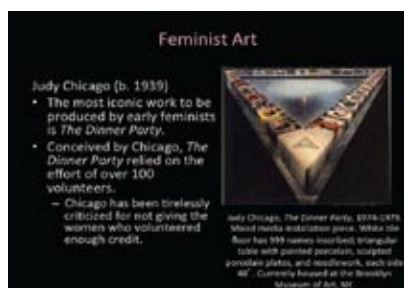 Feminist Art
Judy Chicago (b. 1939)
• The most iconic work to be
produced by early feminists
is The Dinner Party.
• Conceived by Chicago, The
Dinner Party relied on the
effort of over 100
volunteers.
– Chicago has been tirelessly
criticized for not giving the
women who volunteered
enough credit.
Judy Chicago, The Dinner Party, 1974-1979.
Mixed media installation piece. White tile
floor has 999 names inscribed, triangular
table with painted porcelain, sculpted
porcelain plates, and needlework, each side
48'. Currently housed at the Brooklyn
Museum of Art, NY